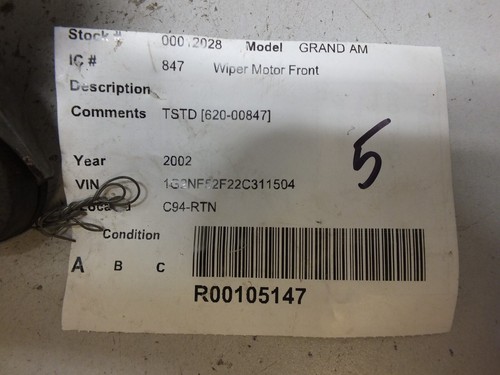 Stock # 00012028 Model GRAND AM
IC # 847 Wiper Motor Front
Description
Comments TSTD [620-00847]
5
Year 2002
VIN
C94-RTN
Condition
A B C
R00105147